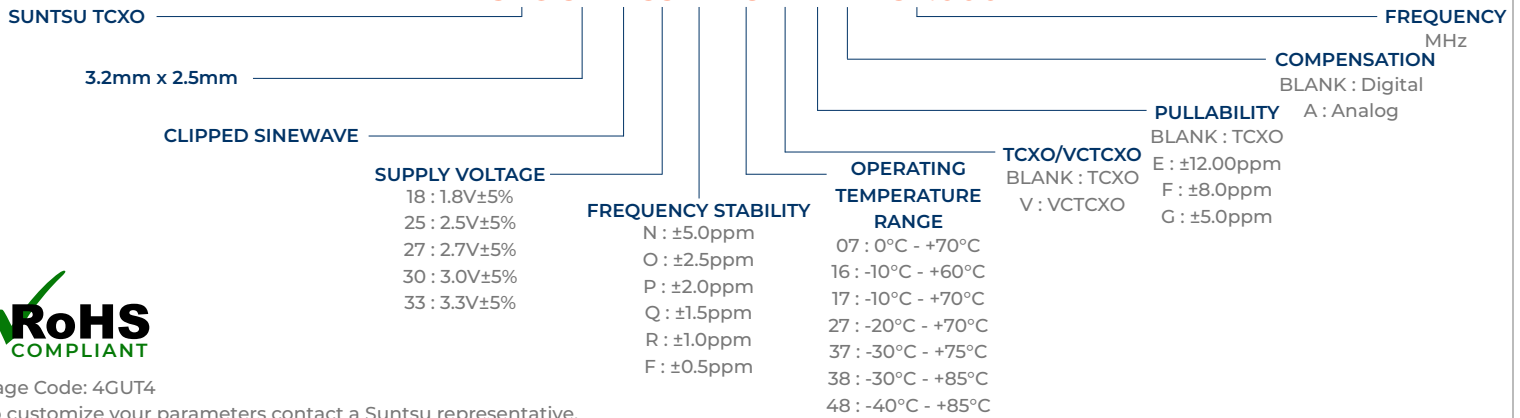 SUNTSU TCXO
3.2mm x 2.5mm
CLIPPED SINEWAVE
SUPPLY VOLTAGE
18 : 1.8V±5%
25 : 2.5V±5%
27 : 2.7V±5%
30 : 3.0V±5%
33 : 3.3V±5%
FREQUENCY STABILITY
N : ±5.0ppm
O : ±2.5ppm
P : ±2.0ppm
Q : ±1.5ppm
R : ±1.0ppm
F : ±0.5ppm
OPERATING
TEMPERATURE
RANGE
07 : 0°C - +70°C
16 : -10°C - +60°C
17 : -10°C - +70°C
27 : -20°C - +70°C
37 : -30°C - +75°C
38 : -30°C - +85°C
48 : -40°C - +85°C
TCXO/VCTCXO
BLANK : TCXO
V : VCTCXO
PULLABILITY
BLANK : TCXO
E : ±12.00ppm
F : ±8.0ppm
G : ±5.0ppm
COMPENSATION
BLANK : Digital
A : Analog
FREQUENCY
MHz
RoHS
COMPLIANT
age Code: 4GUT4
customize your parameters contact a Suntsu representative.